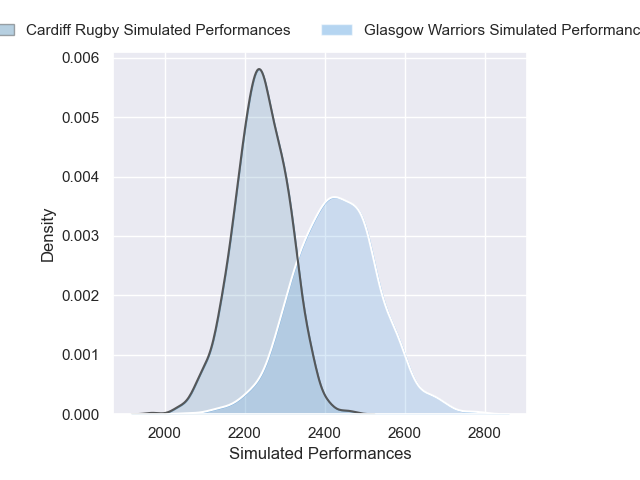 Cardiff Rugby Simulated Performances
Glasgow Warriors Simulated Performanc
0.006
0.005
0.004
0.003
0.002
0.001
0.000
Density
2000 2200 2400 2600 2800
Simulated Performances